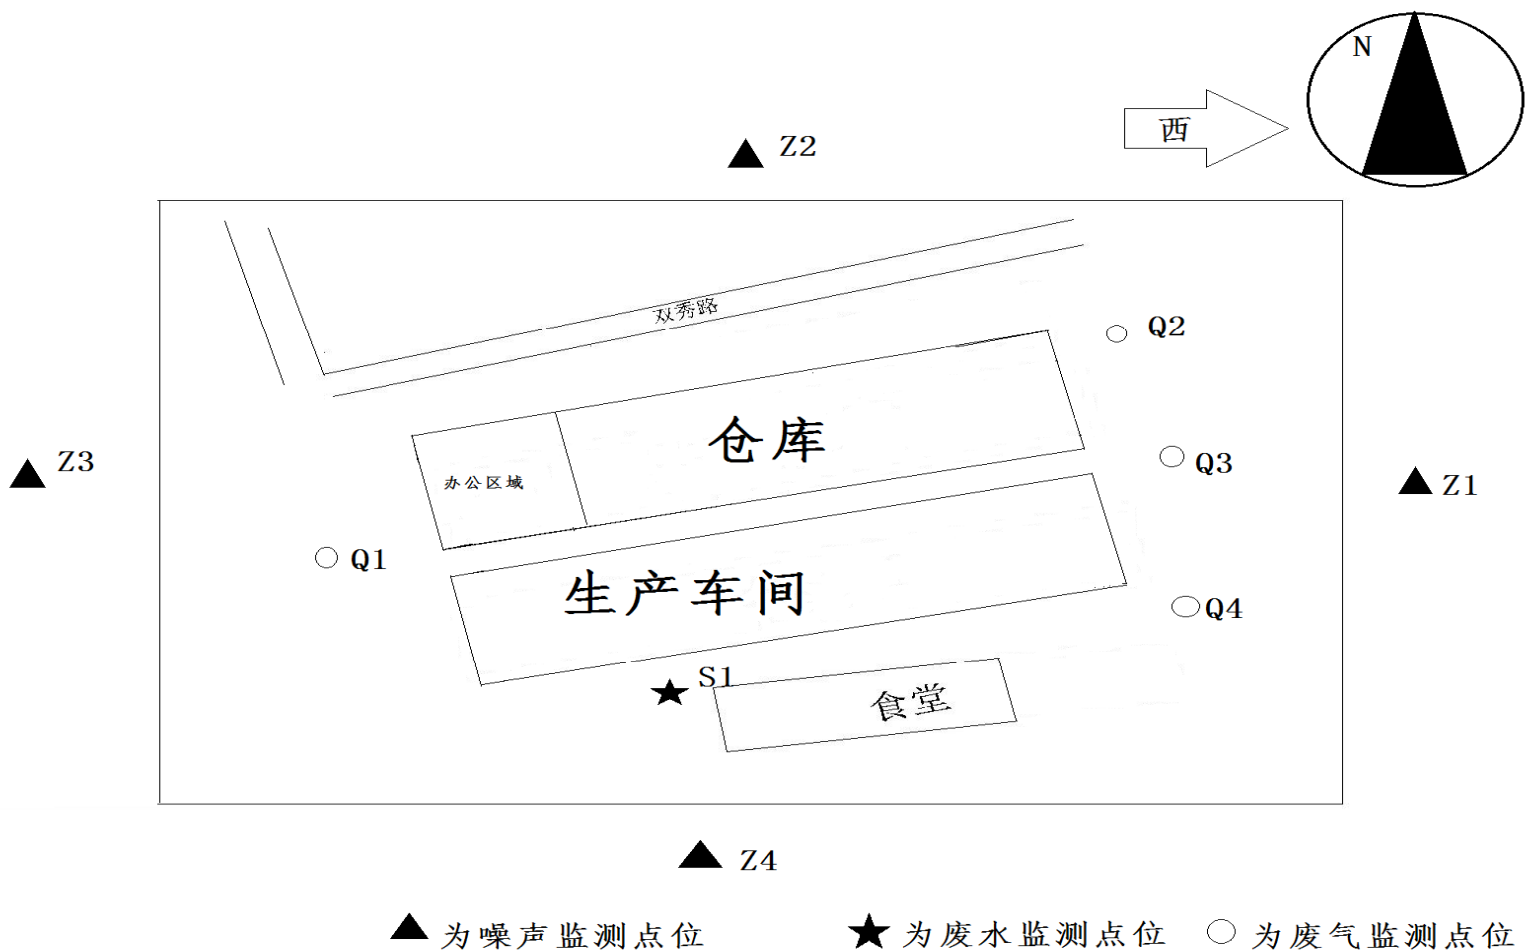 N
西
Z2
双秀路
Q2
仓库
Z3
Q3
办公区域
Z1
Q1
生产车间
Q4
S1
食堂
Z4
为噪声监测点位
为废水监测点位
为废气监测点位